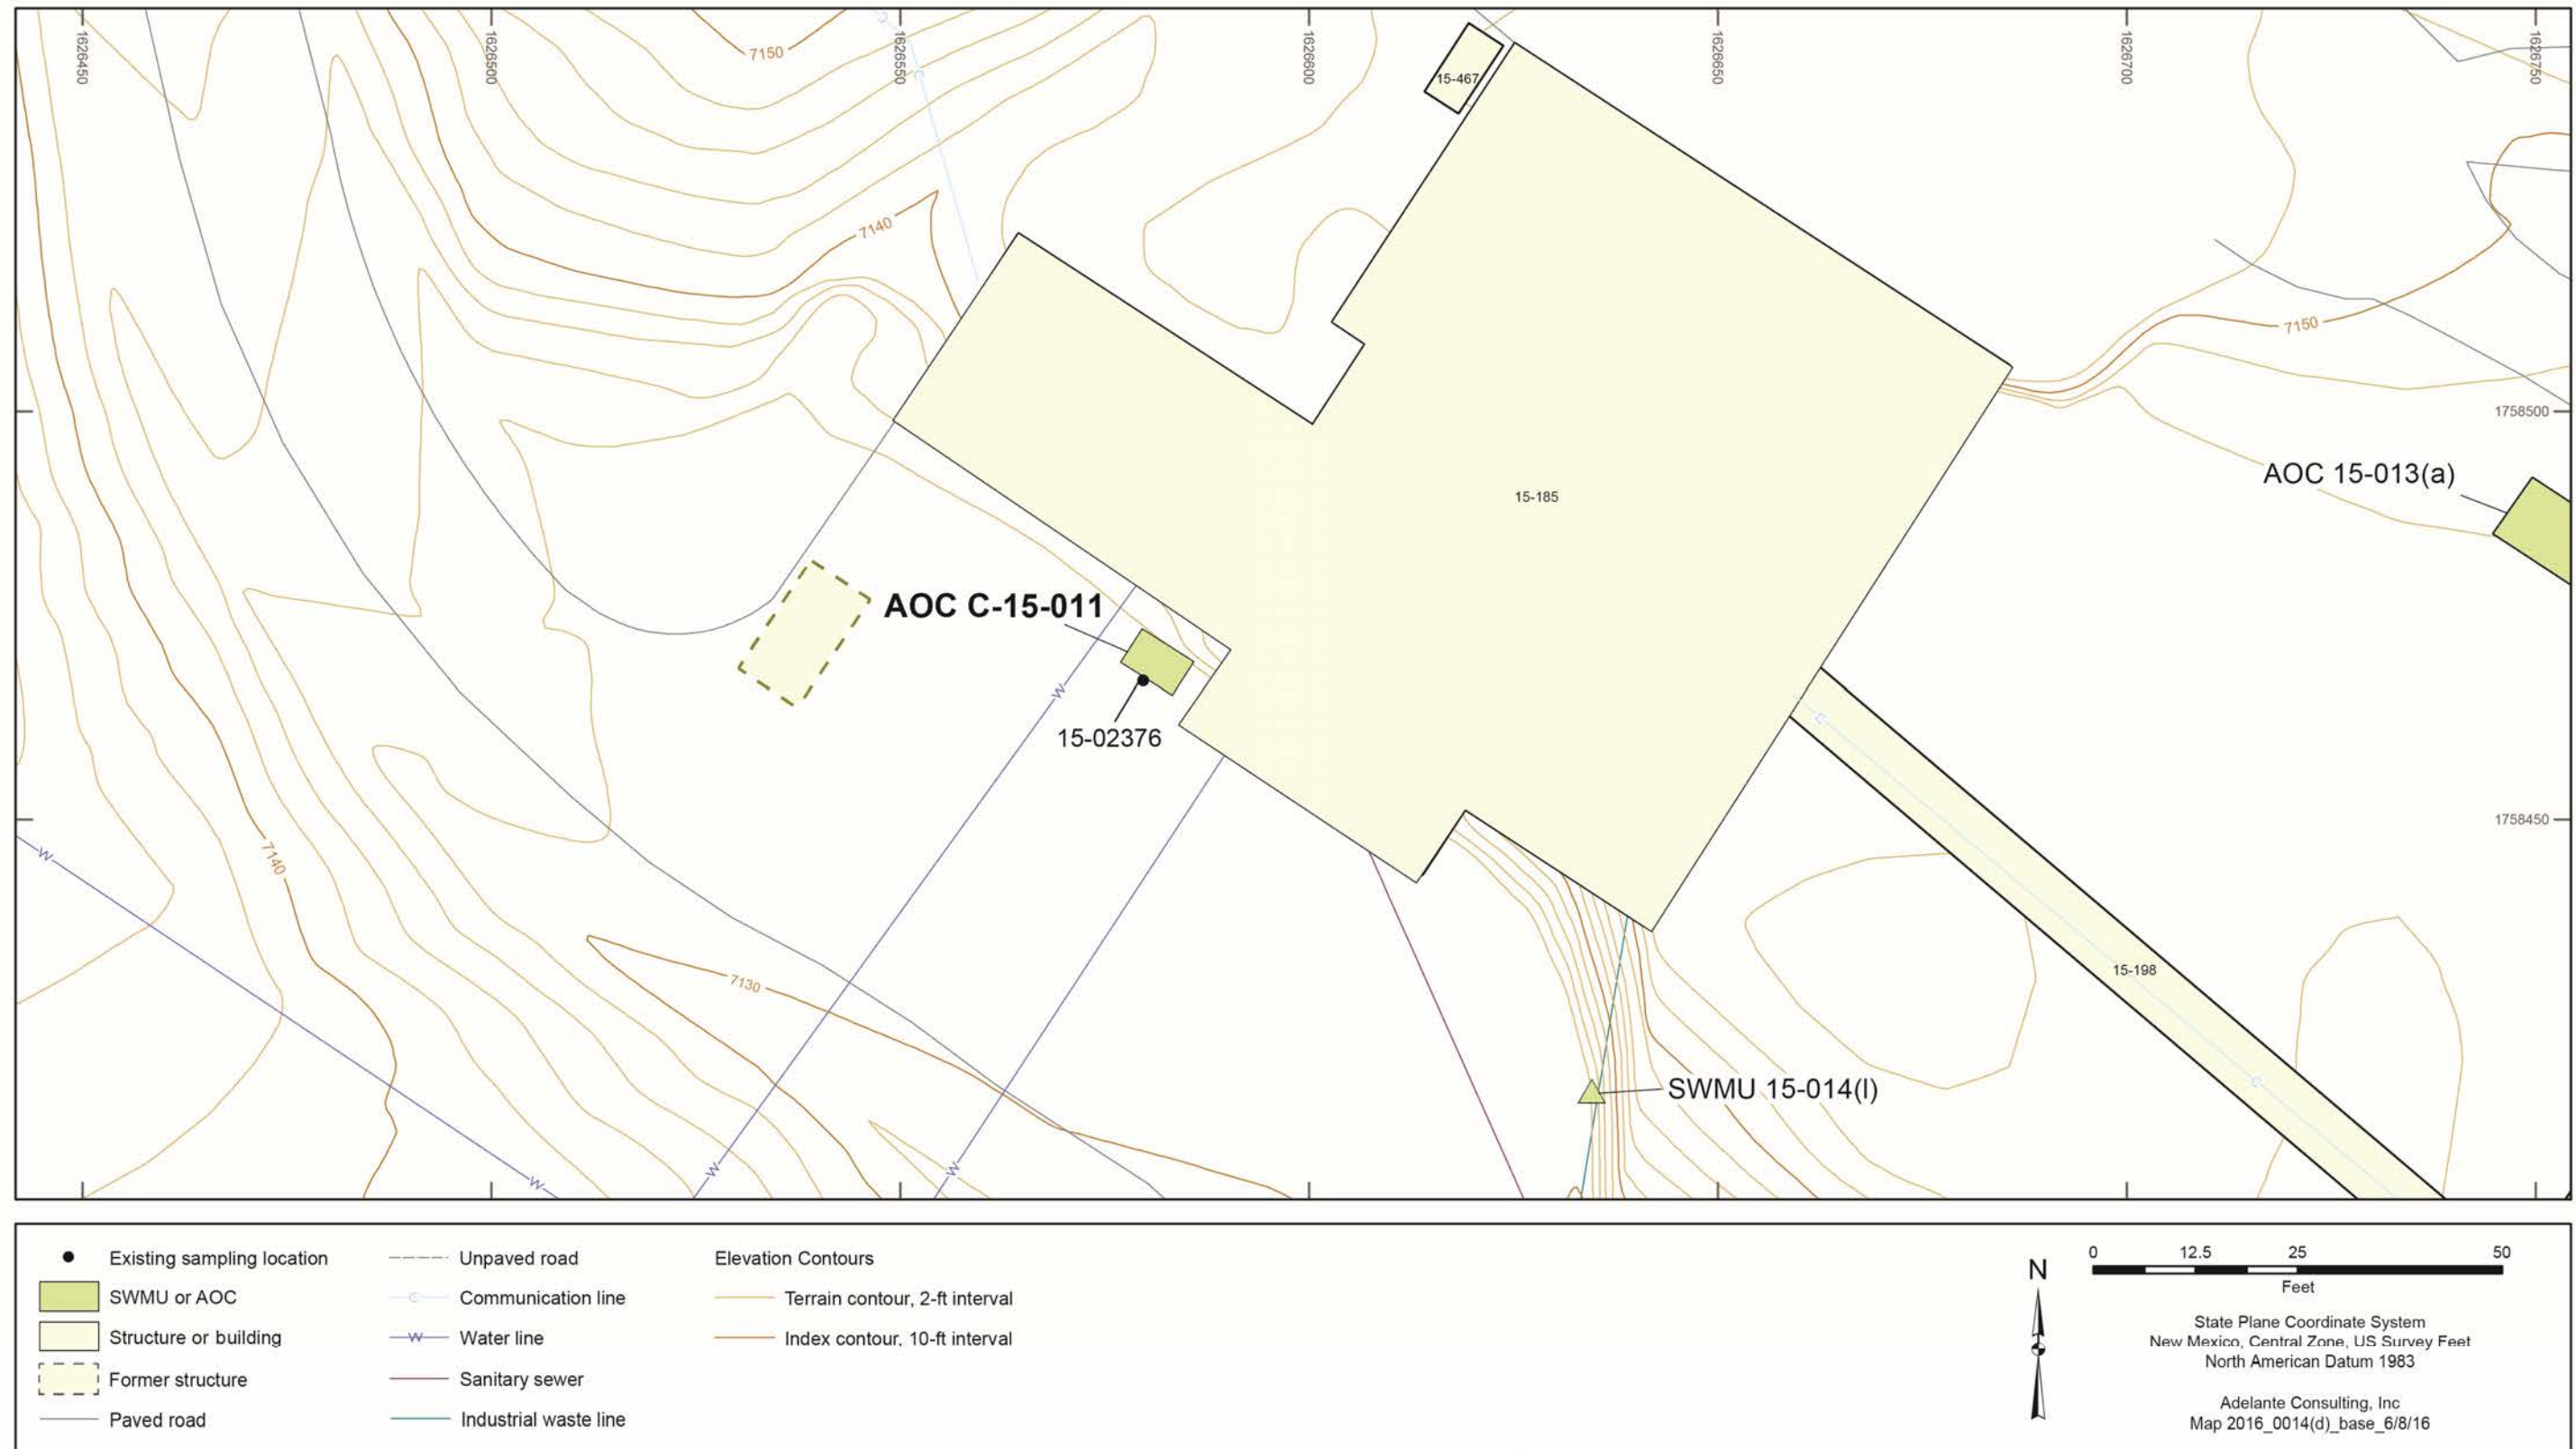 1626450
1626500
1626550
1626600
1626650
1626700
1626750
7150
C
C
15-467
7140
7150
1758500
AOC 15-013(a)
15-185
AOC C-15-011
W
15-02376
C
1758450
W
7140
15-198
7130
C
SWMU 15-014(l)
W
W
W
Existing sampling location
SWMU or AOC
Structure or building
Former structure
Paved road
Unpaved road
C Communication line
W Water line
Sanitary sewer
Industrial waste line
Elevation Contours
Terrain contour, 2-ft interval
Index contour, 10-ft interval
N
0 12.5 25 50
Feet
State Plane Coordinate System
New Mexico, Central Zone, US Survey Feet
North American Datum 1983
Adelante Consulting, Inc
Map 2016_0014(d)_base_6/8/16